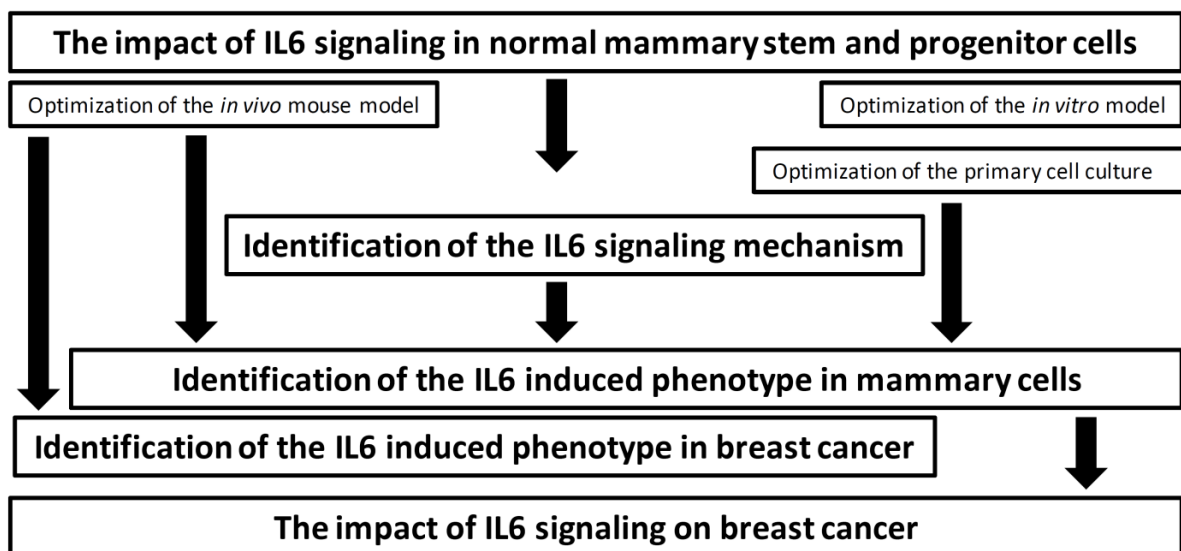 The impact of IL6 signaling in normal mammary stem and progenitor cells
Optimization of the in vivo mouse model
Optimization of the in vitro model
Optimization of the primary cell culture
Identification of the IL6 signaling mechanism
Identification of the IL6 induced phenotype in mammary cells
Identification of the IL6 induced phenotype in breast cancer
The impact of IL6 signaling on breast cancer